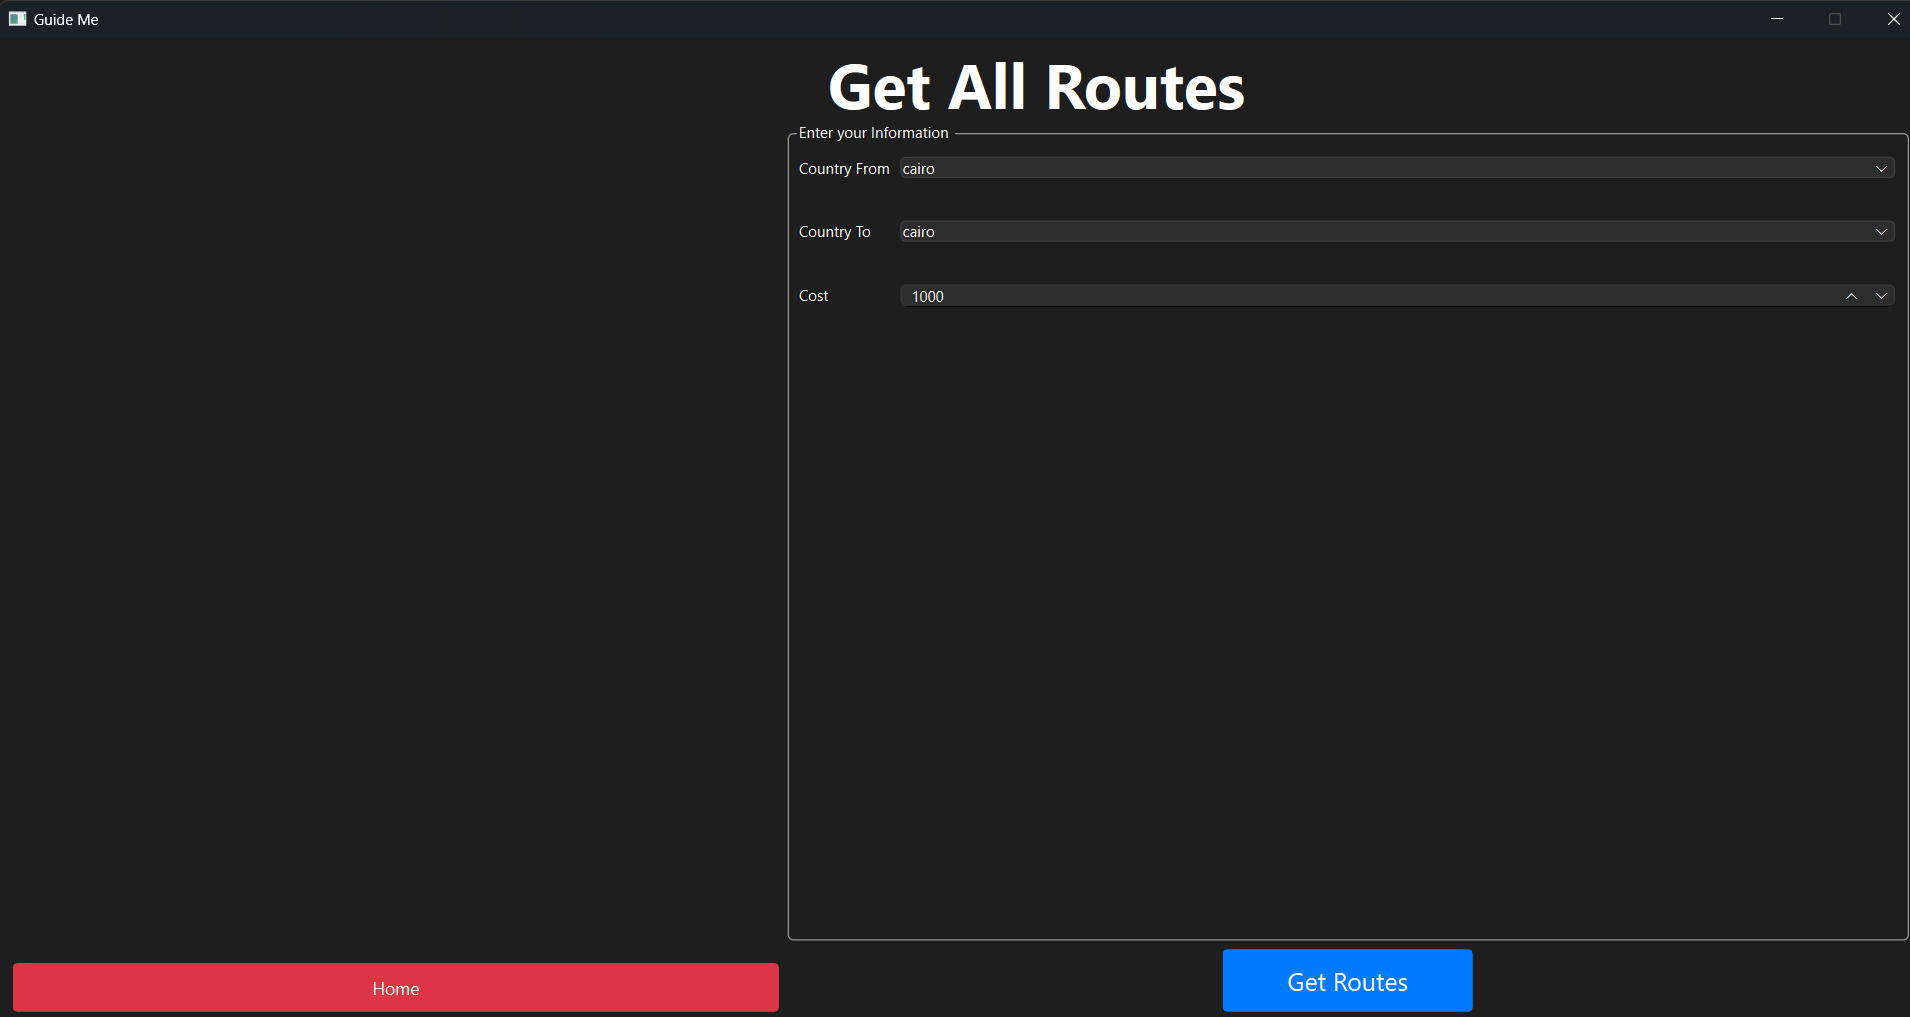 Guide Me
Get All Routes
Enter your Information
Country From cairo
Country To cairo
Cost 1000
Home
Get Routes